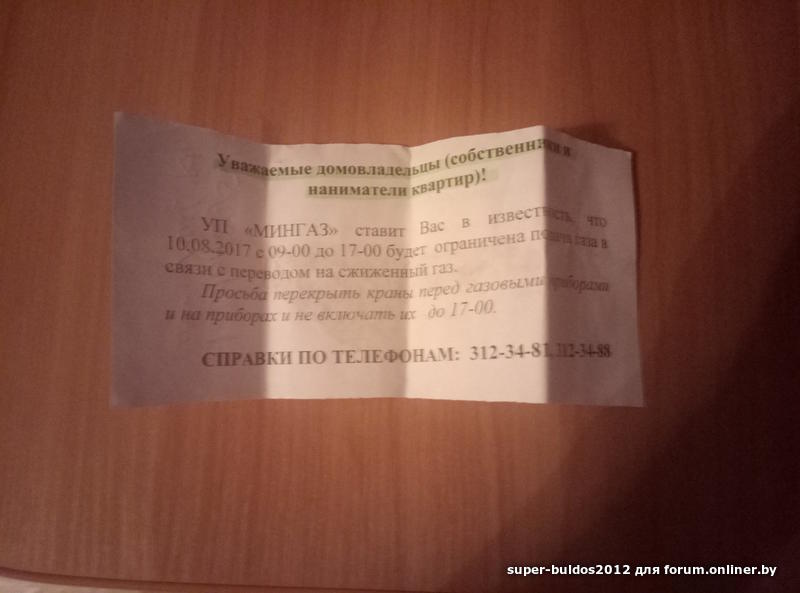 Уважаемые домовладельцы (собственники и
наниматели квартир)!
УП «МИНГАЗ» ставит Вас в известность, что
10.08.2017 с 09-00 до 17-00 будет ограничена подача газа в
связи с переводом на сжиженный газ.
Просьба перекрыть краны перед газовыми приборами
и на приборах и не включать их до 17-00.
СПРАВКИ ПО ТЕЛЕФОНАМ: 312-34-81, 312-34-88
super-buldos2012 для forum.onliner.by